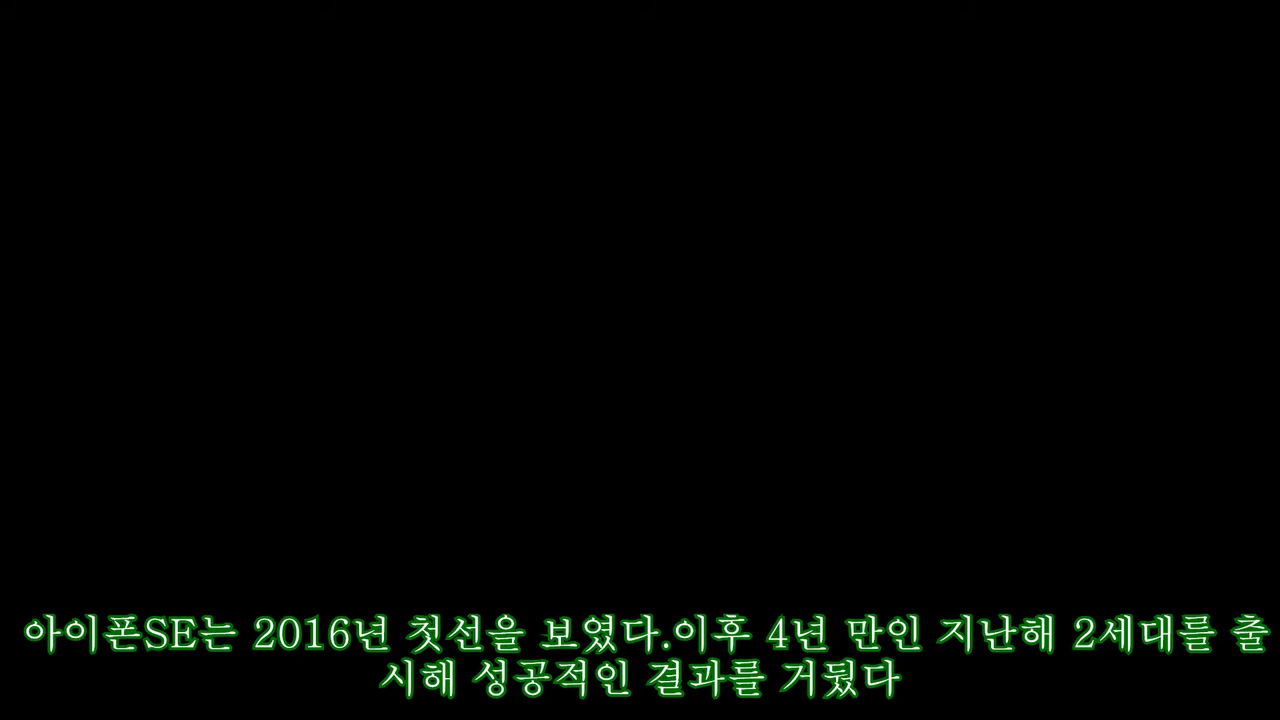 아이폰SE는 2016년 첫선을 보였다.이후 4년 만인 지난해 2세대를 출
시해 성공적인 결과를 거뒀다